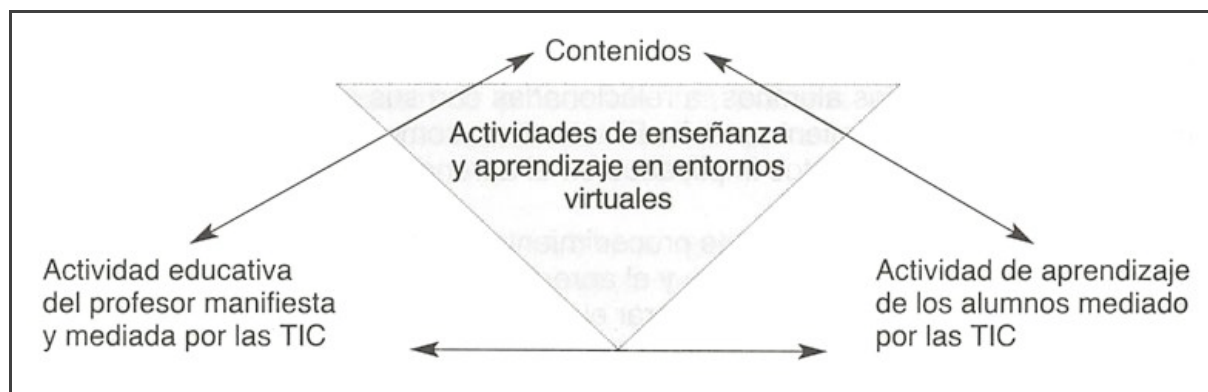 Contenidos
Actividades de enseñanza
y aprendizaje en entornos
virtuales
Actividad educativa
del profesor manifiesta
y mediada por las TIC
Actividad de aprendizaje
de los alumnos mediado
por las TIC